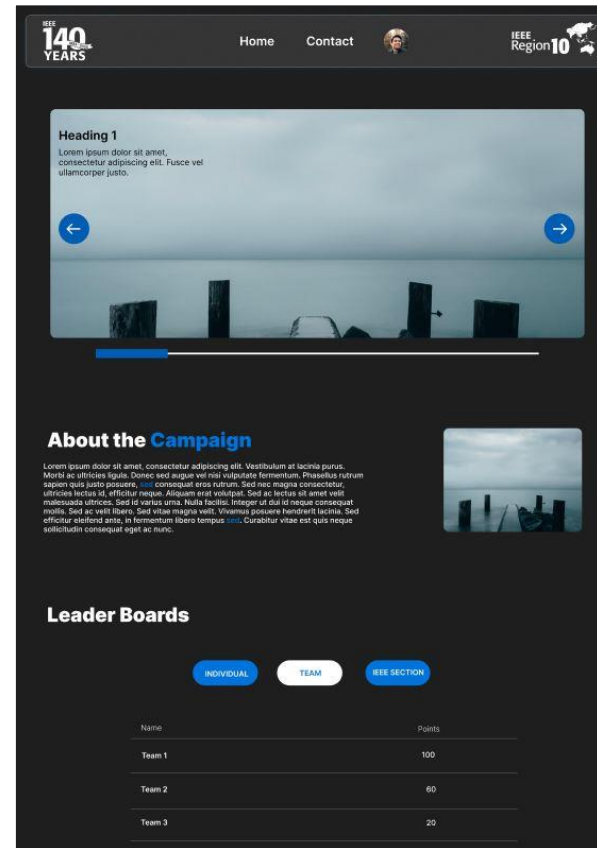 IEEE
140
YEARS
Home Contact
IEEE
Region 10
Heading 1
Lorem ipsum dolor sit amet,
consectetur adipiscing elit. Fusce vel
ullamcorper justo.
About the Campaign
Lorem ipsum dolor sit amet, consectetur adipiscing elit. Vestibulum at lacinia purus.
Morbi ac ultricies ligula. Donec sed augue vel nisi vulputate fermentum. Phasellus rutrum
sapien quis justo posuere, sed consequat eros rutrum. Sed nec magna consectetur,
ultricies lectus id, efficitur neque. Aliquam erat volutpat. Sed ac lectus sit amet velit
malesuada ultrices. Sed id varius urna. Nulla facilisi. Integer ut dui id neque consequat
mollis. Sed ac velit libero. Sed vitae magna velit. Vivamus posuere hendrerit lacinia. Sed
efficitur eleifend ante, in fermentum libero tempus sed. Curabitur vitae est quis neque
sollicitudin consequat eget ac nunc.
Leader Boards
INDIVIDUAL TEAM IEEE SECTION
Name Points
Team 1 100
Team 2 60
Team 3 20